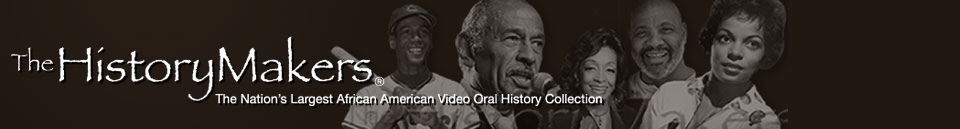 The HistoryMakers®
The Nation's Largest African American Video Oral History Collection